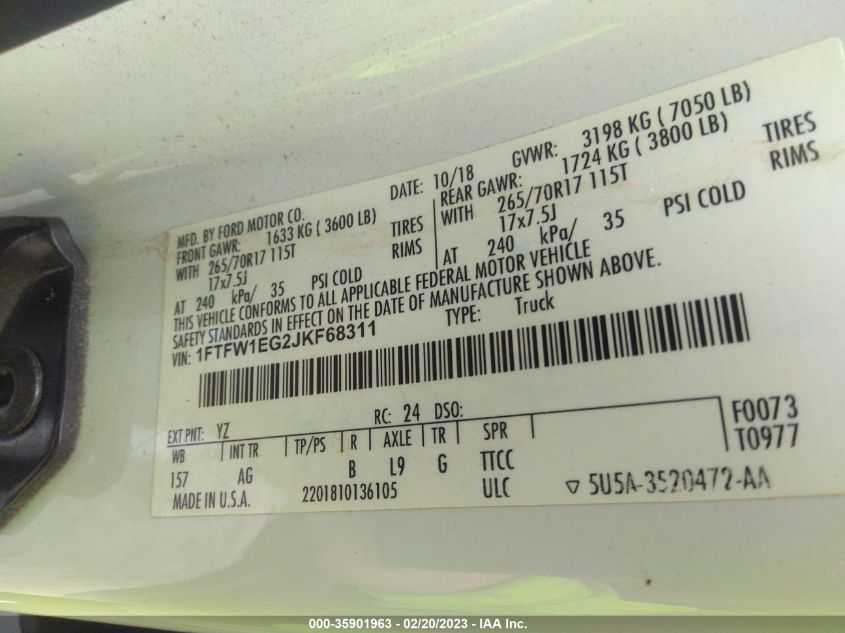 MFD. BY FORD MOTOR CO.
DATE: 10/18
GVWR: 3198 KG ( 7050 LB)
FRONT GAWR: 1633 KG ( 3600 LB)
REAR GAWR: 1724 KG ( 3800 LB)
WITH 265/70R17 115T TIRES
WITH 265/70R17 115T TIRES
17x7.5J RIMS
17x7.5J RIMS
AT 240 kPa/ 35 PSI COLD
AT 240 kPa/ 35 PSI COLD
THIS VEHICLE CONFORMS TO ALL APPLICABLE FEDERAL MOTOR VEHICLE
SAFETY STANDARDS IN EFFECT ON THE DATE OF MANUFACTURE SHOWN ABOVE.
VIN: 1FTFW1EG2JKF68311
TYPE: Truck
EXT PNT: YZ RC: 24 DSO:
F0073
WB INT TR TP/PS R AXLE TR SPR
T0977
157 AG B L9 G TTCC
MADE IN U.S.A. 2201810136105 ULC ▽ 5U5A-3520472-AA
000-35901963 - 02/20/2023 - IAA Inc.